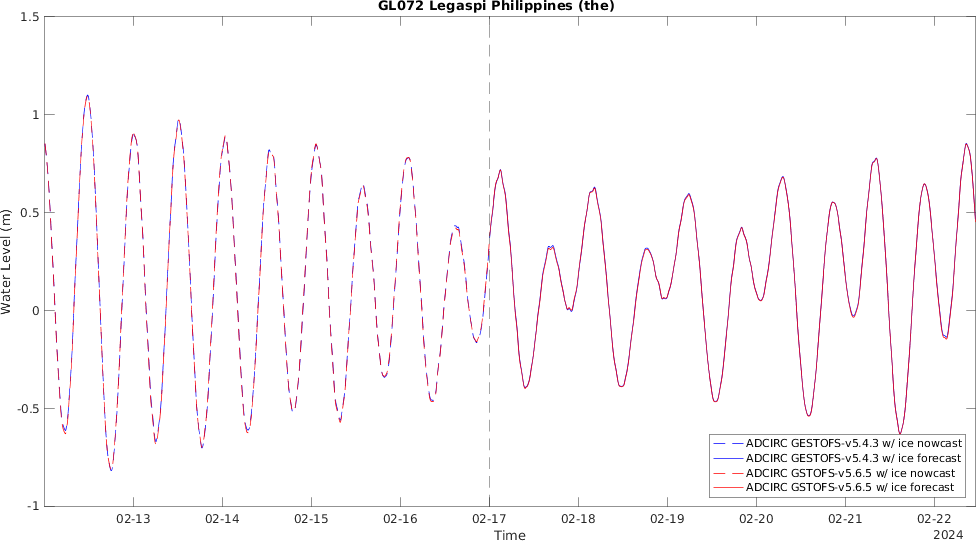 GL072 Legaspi Philippines (the)
1.5
1
0.5
0
-0.5
-1
Water Level (m)
02-13
02-14
02-15
02-16
02-17
02-18
02-19
02-20
02-21
02-22
Time
2024
ADCIRC GESTOFS-v5.4.3 w/ ice nowcast
ADCIRC GESTOFS-v5.4.3 w/ ice forecast
ADCIRC GSTOFS-v5.6.5 w/ ice nowcast
ADCIRC GSTOFS-v5.6.5 w/ ice forecast